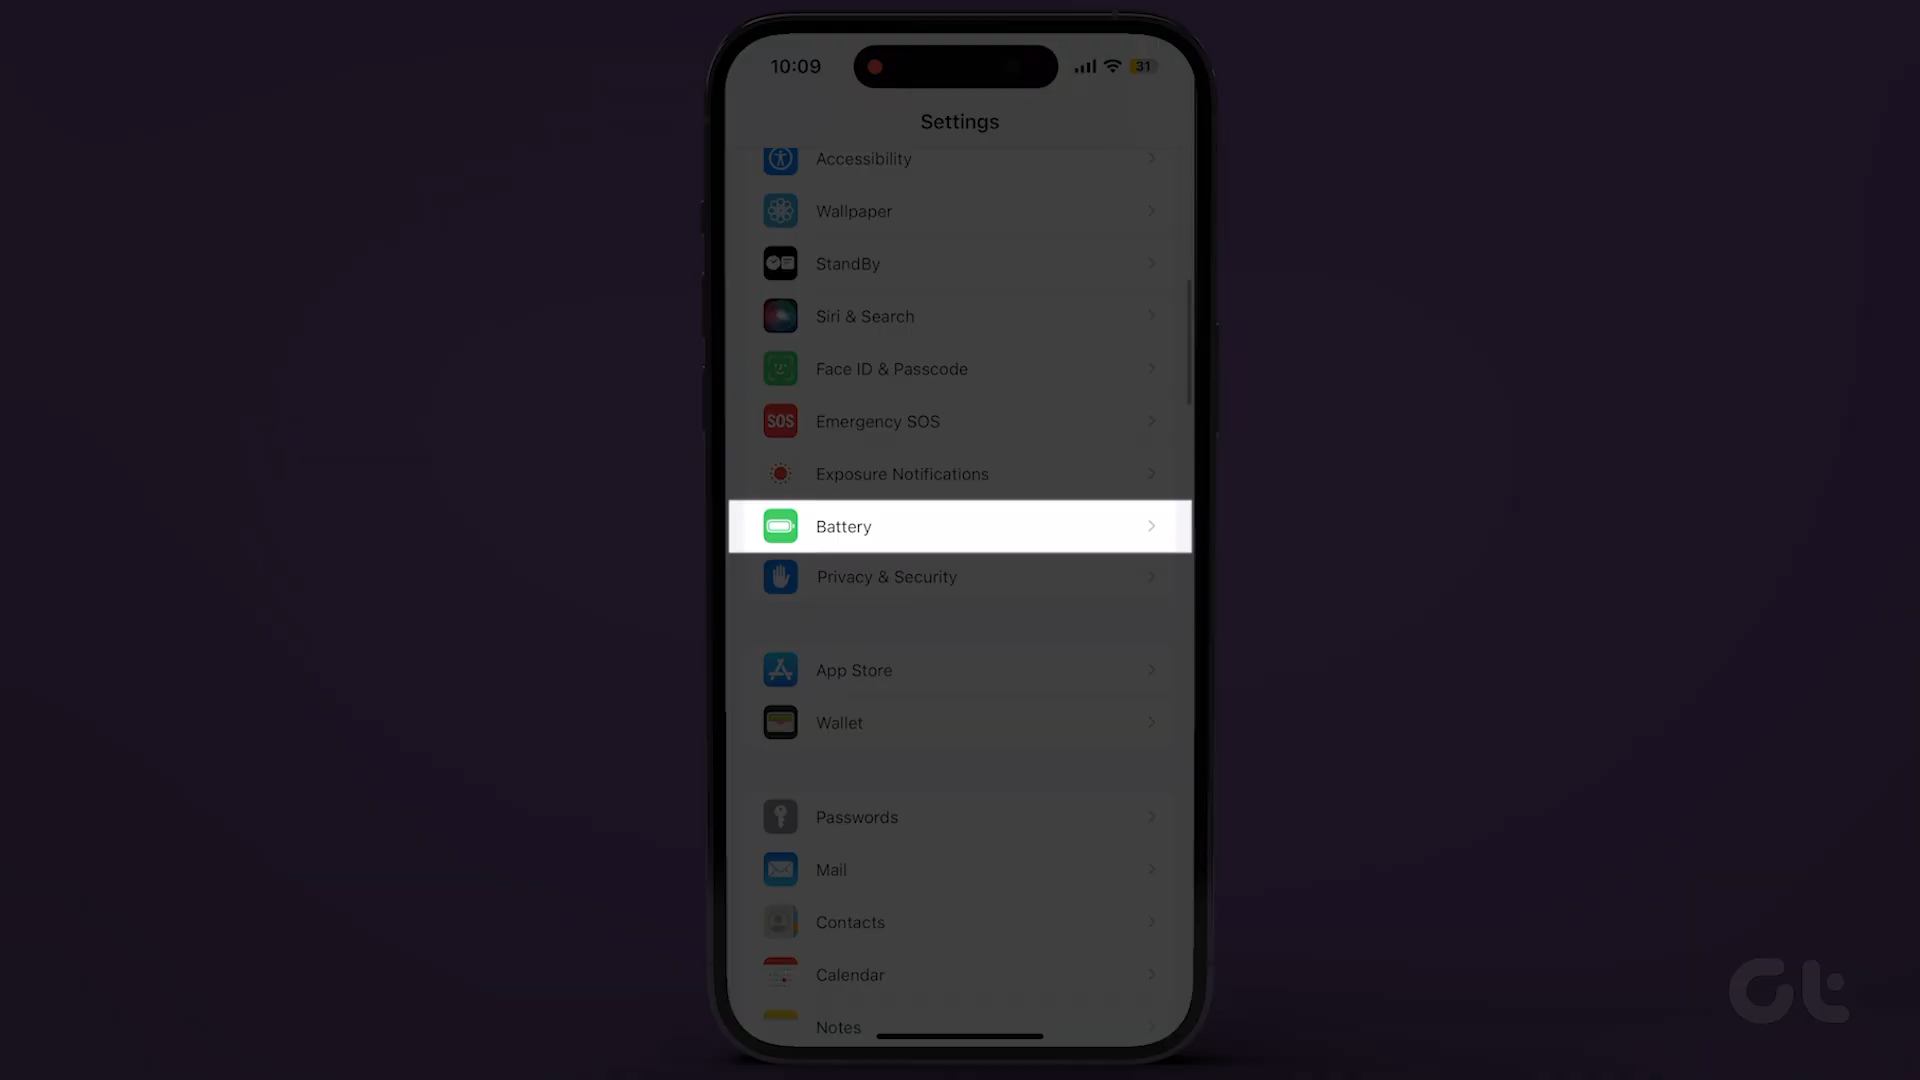 10:09
31
Settings
Accessibility
Wallpaper
StandBy
Siri & Search
Face ID & Passcode
SOS
Emergency SOS
Exposure Notifications
Battery
Privacy & Security
App Store
Wallet
Passwords
Mail
Contacts
Calendar
Notes
Gt